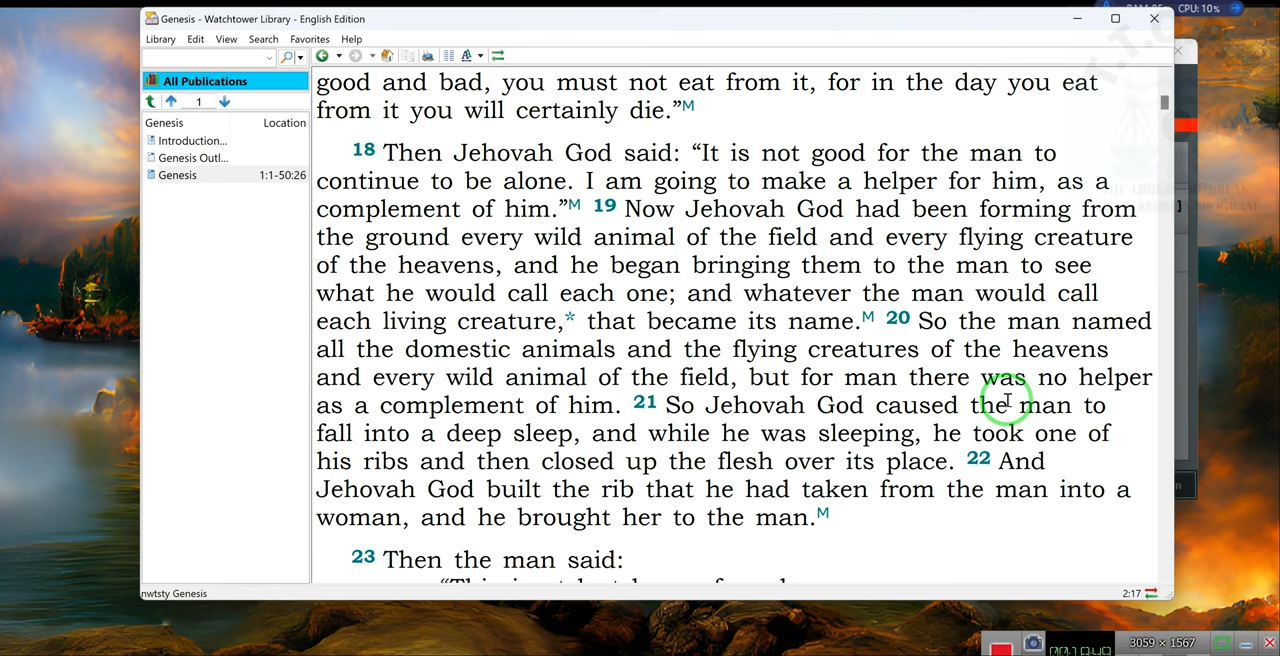 CPU: 10%
Genesis - Watchtower Library - English Edition
Library Edit View Search Favorites Help
All Publications
1
Genesis Location
Introduction...
Genesis Outl...
Genesis 1:1-50:26
good and bad, you must not eat from it, for in the day you eat
from it you will certainly die.”M
18 Then Jehovah God said: “It is not good for the man to
continue to be alone. I am going to make a helper for him, as a
complement of him.”M 19 Now Jehovah God had been forming from
the ground every wild animal of the field and every flying creature
of the heavens, and he began bringing them to the man to see
what he would call each one; and whatever the man would call
each living creature,* that became its name.M 20 So the man named
all the domestic animals and the flying creatures of the heavens
and every wild animal of the field, but for man there was no helper
as a complement of him. 21 So Jehovah God caused the man to
fall into a deep sleep, and while he was sleeping, he took one of
his ribs and then closed up the flesh over its place. 22 And
Jehovah God built the rib that he had taken from the man into a
woman, and he brought her to the man.M
23 Then the man said:
nwtsty Genesis
2:17
3059 × 1567